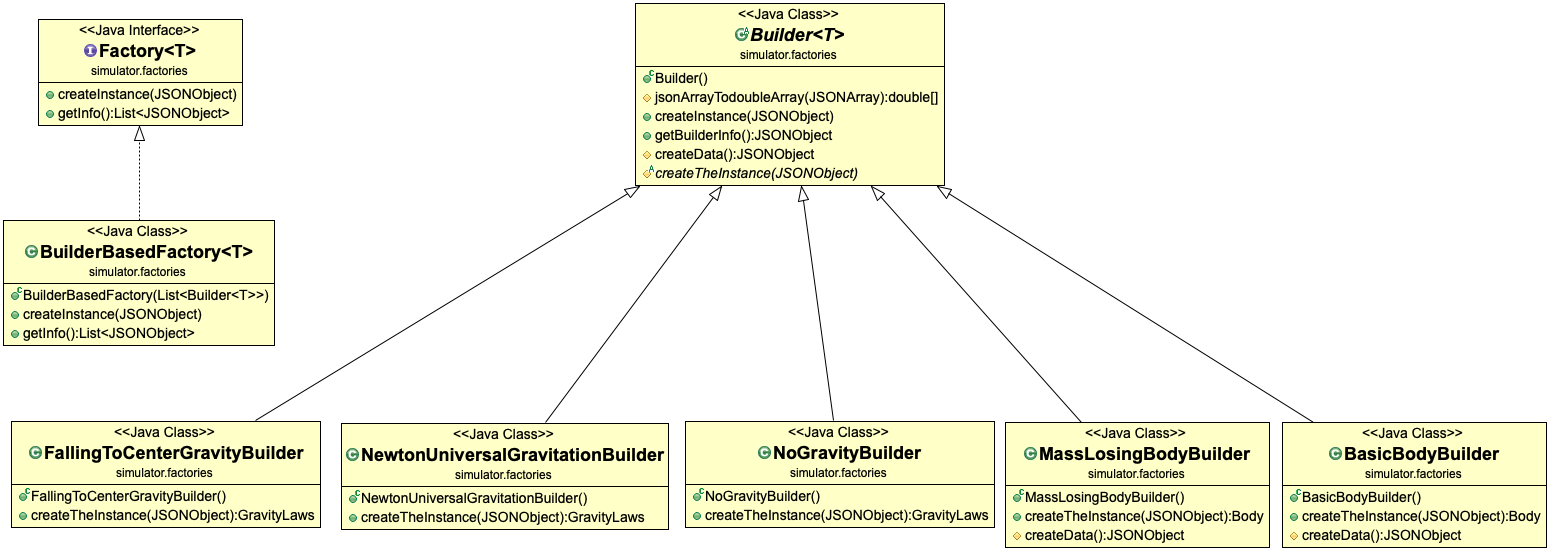 <<Java Interface>>
Factory<T>
simulator.factories
createInstance(JSONObject)
getInfo():List<JSONObject>
<<Java Class>>
Builder<T>
simulator.factories
Builder()
jsonArrayTodoubleArray(JSONArray):double[]
createInstance(JSONObject)
getBuilderInfo():JSONObject
createData():JSONObject
createTheInstance(JSONObject)
<<Java Class>>
BuilderBasedFactory<T>
simulator.factories
BuilderBasedFactory(List<Builder<T>>)
createInstance(JSONObject)
getInfo():List<JSONObject>
<<Java Class>>
FallingToCenterGravityBuilder
simulator.factories
FallingToCenterGravityBuilder()
createTheInstance(JSONObject):GravityLaws
<<Java Class>>
NewtonUniversalGravitationBuilder
simulator.factories
NewtonUniversalGravitationBuilder()
createTheInstance(JSONObject):GravityLaws
<<Java Class>>
NoGravityBuilder
simulator.factories
NoGravityBuilder()
createTheInstance(JSONObject):GravityLaws
<<Java Class>>
MassLosingBodyBuilder
simulator.factories
MassLosingBodyBuilder()
createTheInstance(JSONObject):Body
createData():JSONObject
<<Java Class>>
BasicBodyBuilder
simulator.factories
BasicBodyBuilder()
createTheInstance(JSONObject):Body
createData():JSONObject